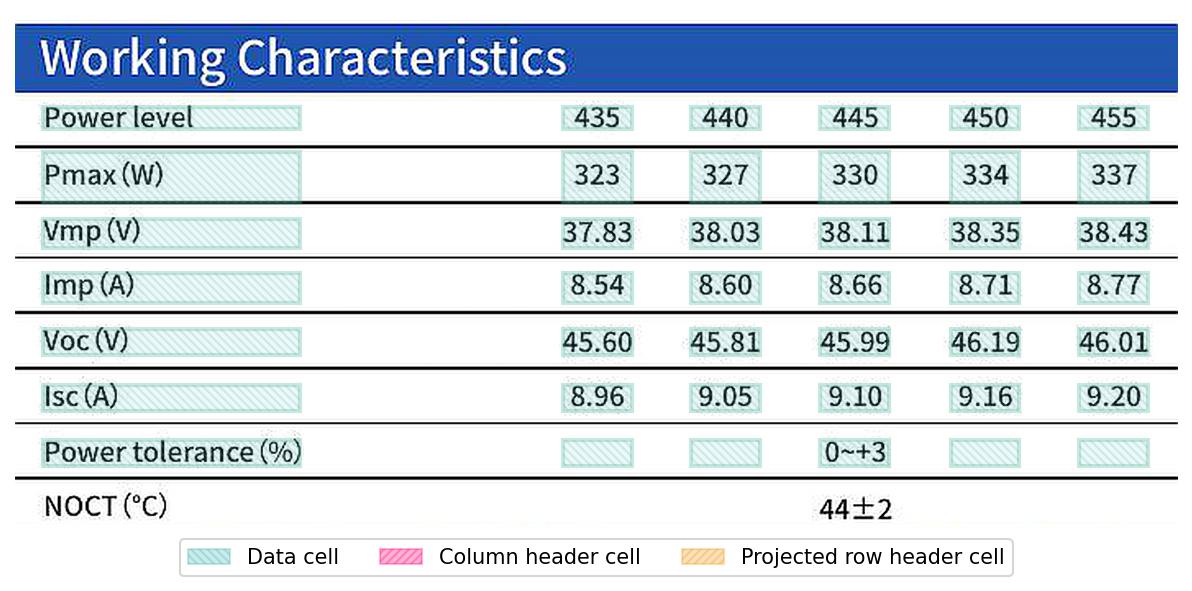 Working Characteristics
Power level 435 440 445 450 455
Pmax (W) 323 327 330 334 337
Vmp (V) 37.83 38.03 38.11 38.35 38.43
Imp (A) 8.54 8.60 8.66 8.71 8.77
Voc (V) 45.60 45.81 45.99 46.19 46.01
Isc (A) 8.96 9.05 9.10 9.16 9.20
Power tolerance (%) 0~+3
NOCT (°C) 44±2
Data cell Column header cell Projected row header cell